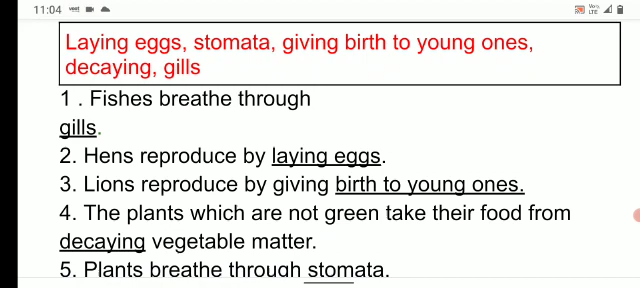 11:04
Laying eggs, stomata, giving birth to young ones,
decaying, gills
1 . Fishes breathe through
gills.
2. Hens reproduce by laying eggs.
3. Lions reproduce by giving birth to young ones.
4. The plants which are not green take their food from
decaying vegetable matter.
5. Plants breathe through stomata.